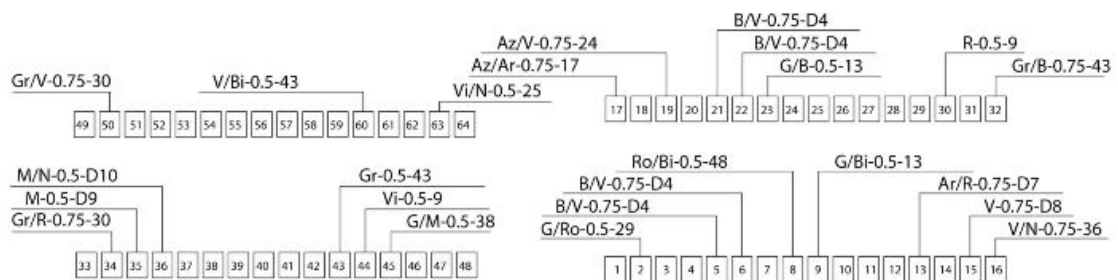 Gr/V-0.75-30
V/Bi-0.5-43
Vi/N-0.5-25
49 50 51 52 53 54 55 56 57 58 59 60 61 62 63 64
B/V-0.75-D4
Az/V-0.75-24
B/V-0.75-D4
R-0.5-9
Az/Ar-0.75-17
G/B-0.5-13
Gr/B-0.75-43
17 18 19 20 21 22 23 24 25 26 27 28 29 30 31 32
M/N-0.5-D10
Gr-0.5-43
M-0.5-D9
Vi-0.5-9
Gr/R-0.75-30
G/M-0.5-38
33 34 35 36 37 38 39 40 41 42 43 44 45 46 47 48
Ro/Bi-0.5-48
G/Bi-0.5-13
B/V-0.75-D4
Ar/R-0.75-D7
B/V-0.75-D4
V-0.75-D8
G/Ro-0.5-29
V/N-0.75-36
1 2 3 4 5 6 7 8 9 10 11 12 13 14 15 16